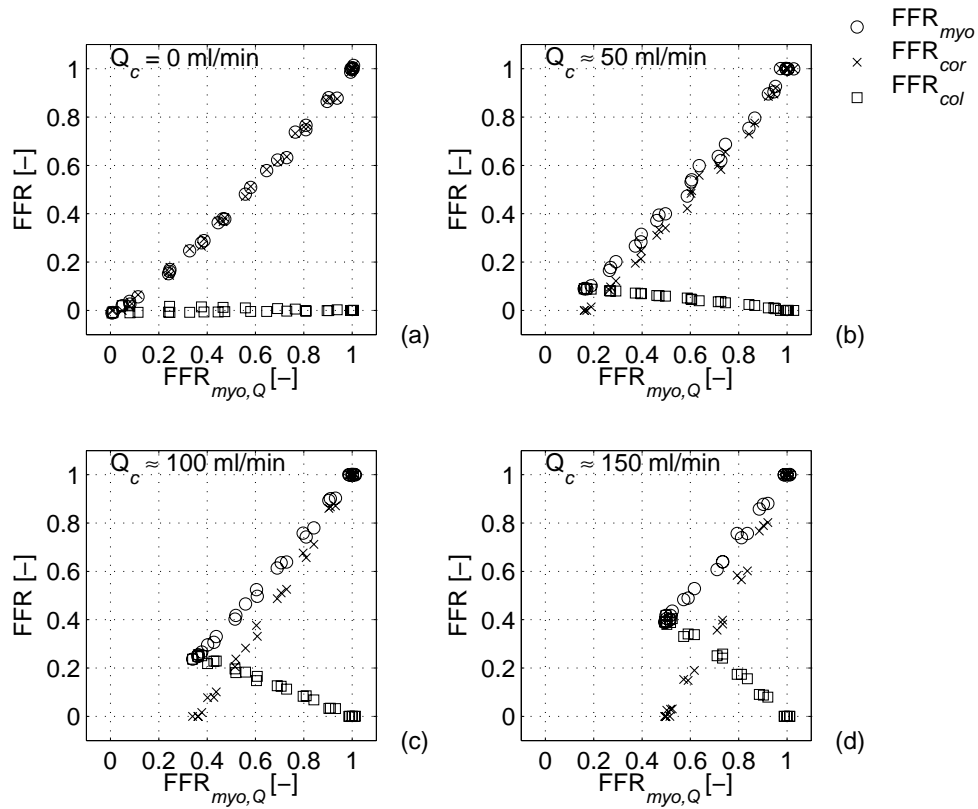 FFR_myo
FFR_cor
FFR_col
Q_c = 0 ml/min
1
0.8
0.6
0.4
0.2
0
FFR [–]
0 0.2 0.4 0.6 0.8 1
FFR_myo,Q [–]
(a)
Q_c ≈ 50 ml/min
1
0.8
0.6
0.4
0.2
0
FFR [–]
0 0.2 0.4 0.6 0.8 1
FFR_myo,Q [–]
(b)
Q_c ≈ 100 ml/min
1
0.8
0.6
0.4
0.2
0
FFR [–]
0 0.2 0.4 0.6 0.8 1
FFR_myo,Q [–]
(c)
Q_c ≈ 150 ml/min
1
0.8
0.6
0.4
0.2
0
FFR [–]
0 0.2 0.4 0.6 0.8 1
FFR_myo,Q [–]
(d)